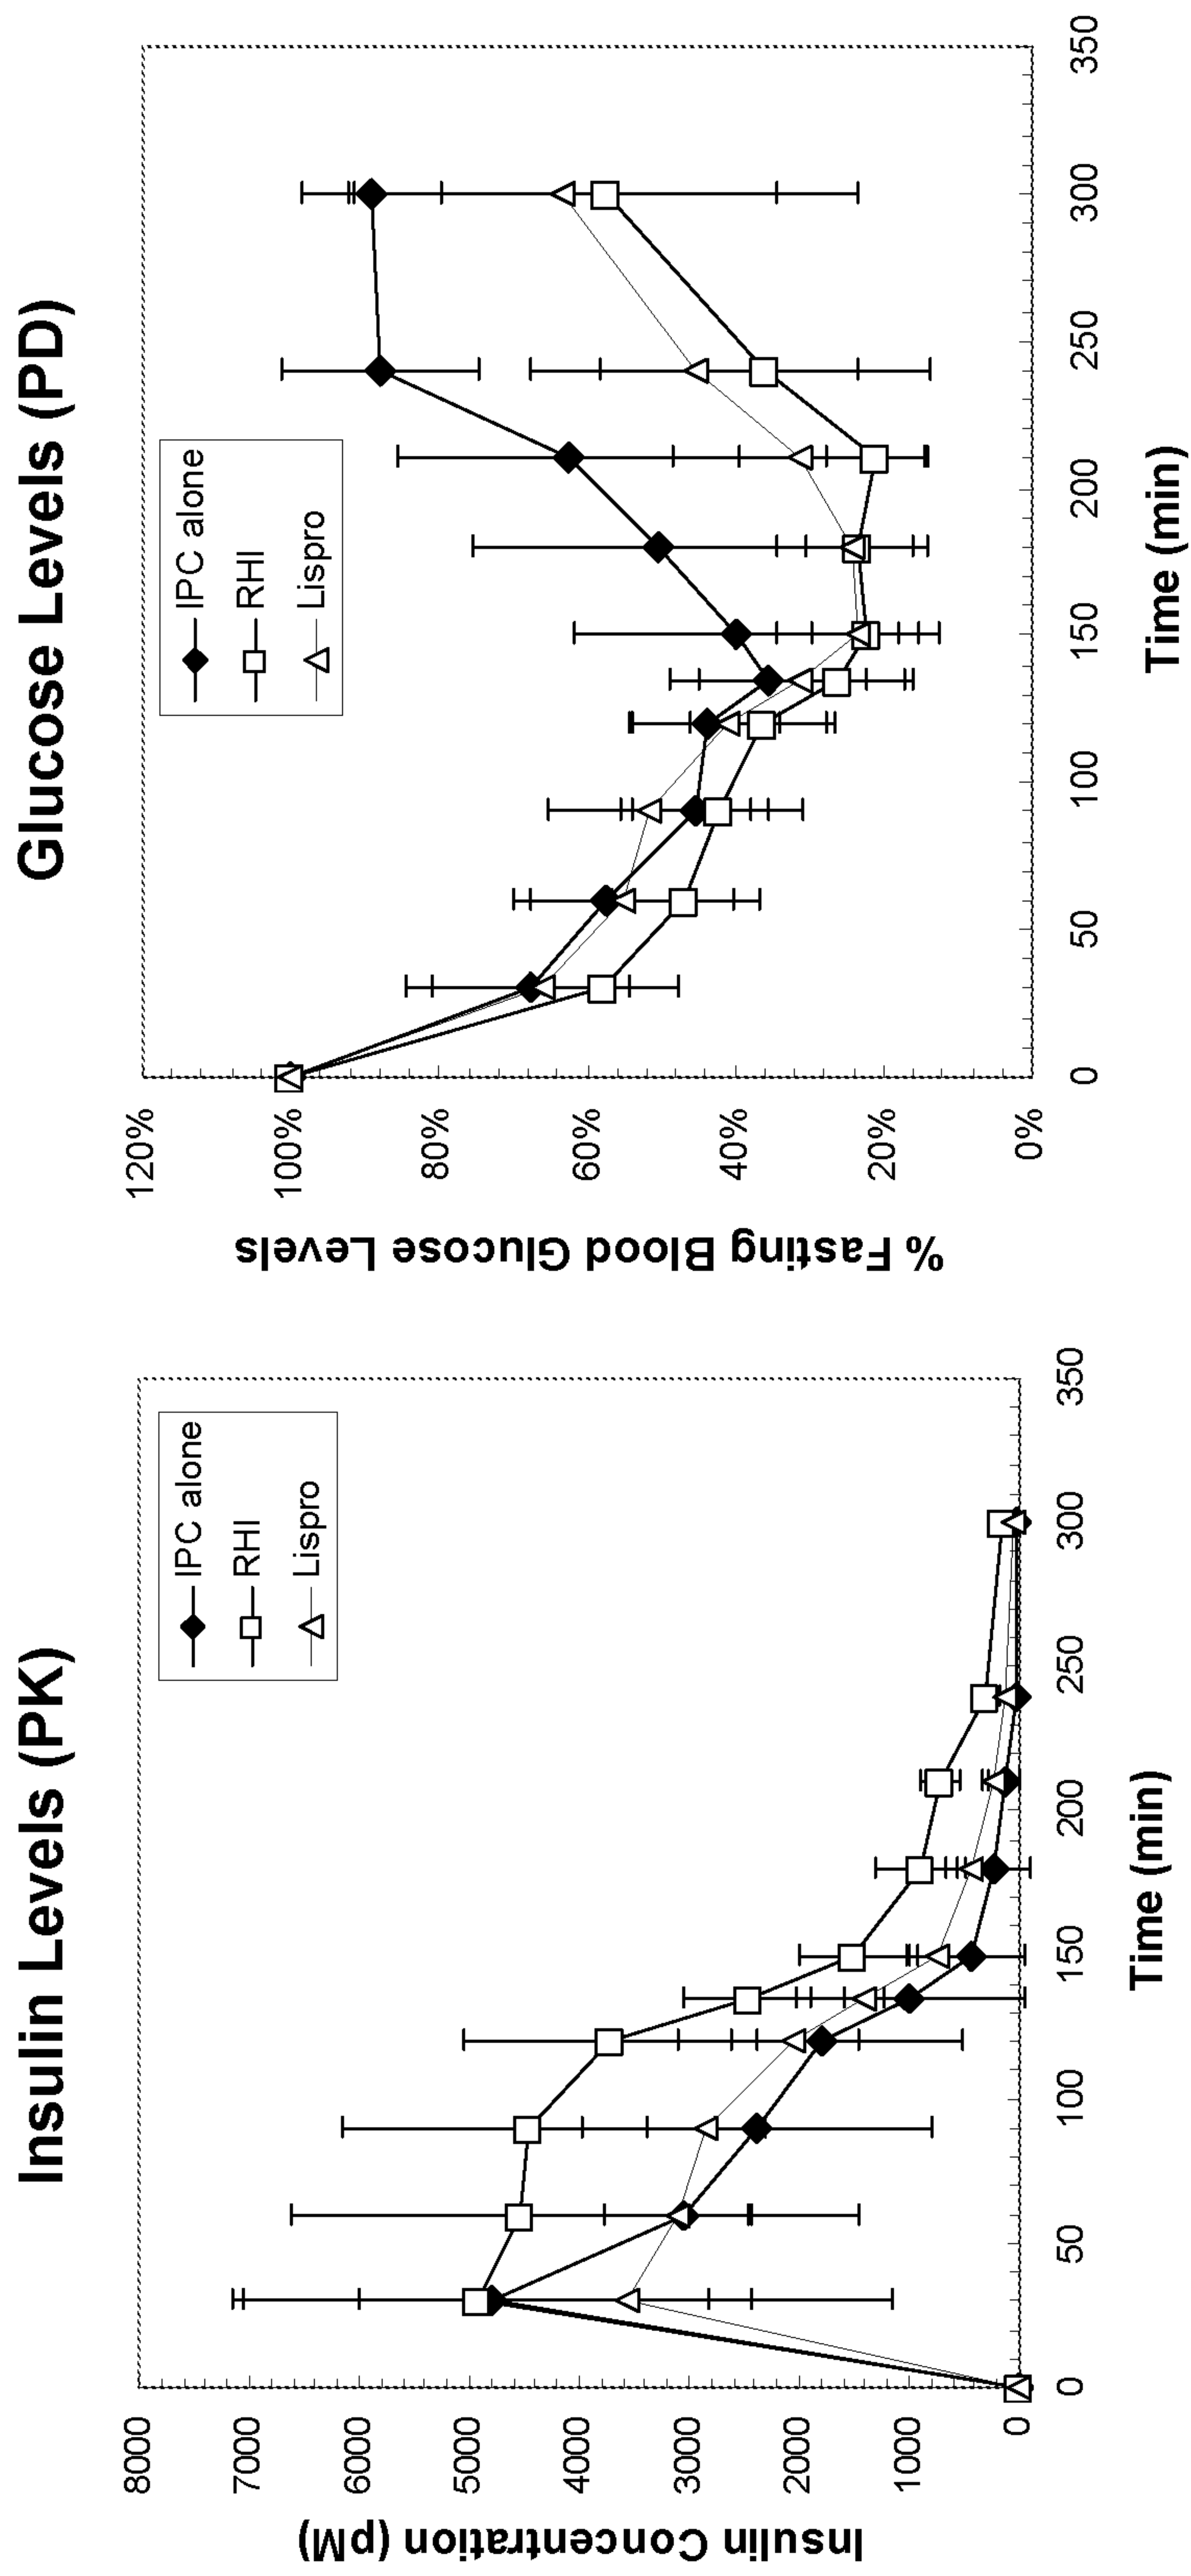 Insulin Levels (PK)
Insulin Concentration (pM)
8000
7000
6000
5000
4000
3000
2000
1000
0
IPC alone
RHI
Lispro
0
50
100
150
200
250
300
350
Time (min)
Glucose Levels (PD)
% Fasting Blood Glucose Levels
120%
100%
80%
60%
40%
20%
0%
IPC alone
RHI
Lispro
0
50
100
150
200
250
300
350
Time (min)